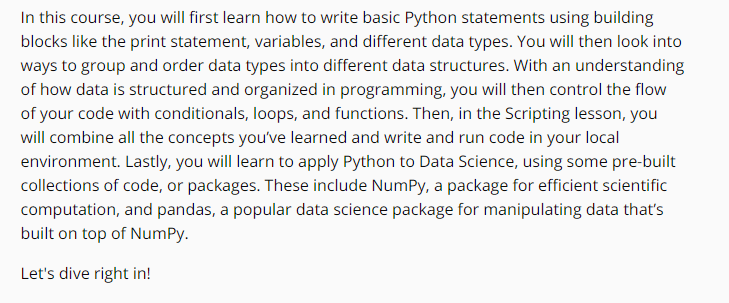 In this course, you will first learn how to write basic Python statements using building
blocks like the print statement, variables, and different data types. You will then look into
ways to group and order data types into different data structures. With an understanding
of how data is structured and organized in programming, you will then control the flow
of your code with conditionals, loops, and functions. Then, in the Scripting lesson, you
will combine all the concepts you’ve learned and write and run code in your local
environment. Lastly, you will learn to apply Python to Data Science, using some pre-built
collections of code, or packages. These include NumPy, a package for efficient scientific
computation, and pandas, a popular data science package for manipulating data that’s
built on top of NumPy.
Let's dive right in!